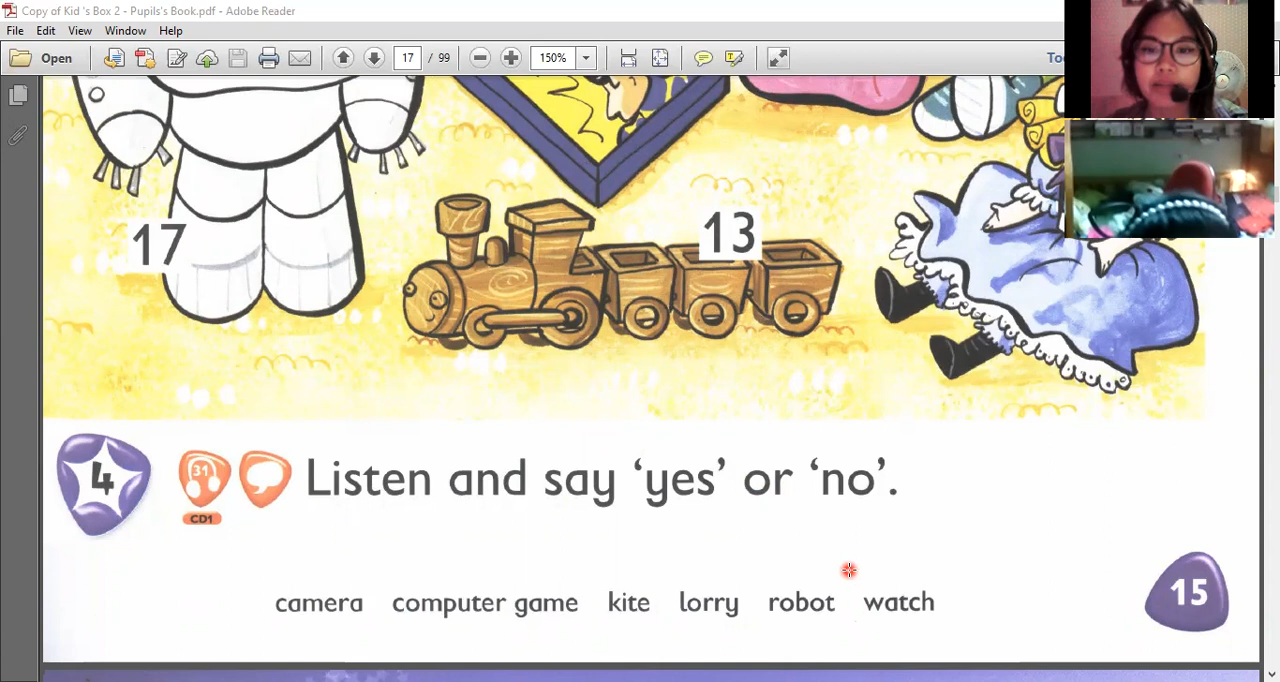 Copy of Kid 's Box 2 - Pupils's Book.pdf - Adobe Reader
File Edit View Window Help
Open 17 / 99 150%
17
13
4 31 Listen and say ‘yes’ or ‘no’.
CD1
camera computer game kite lorry robot watch
15